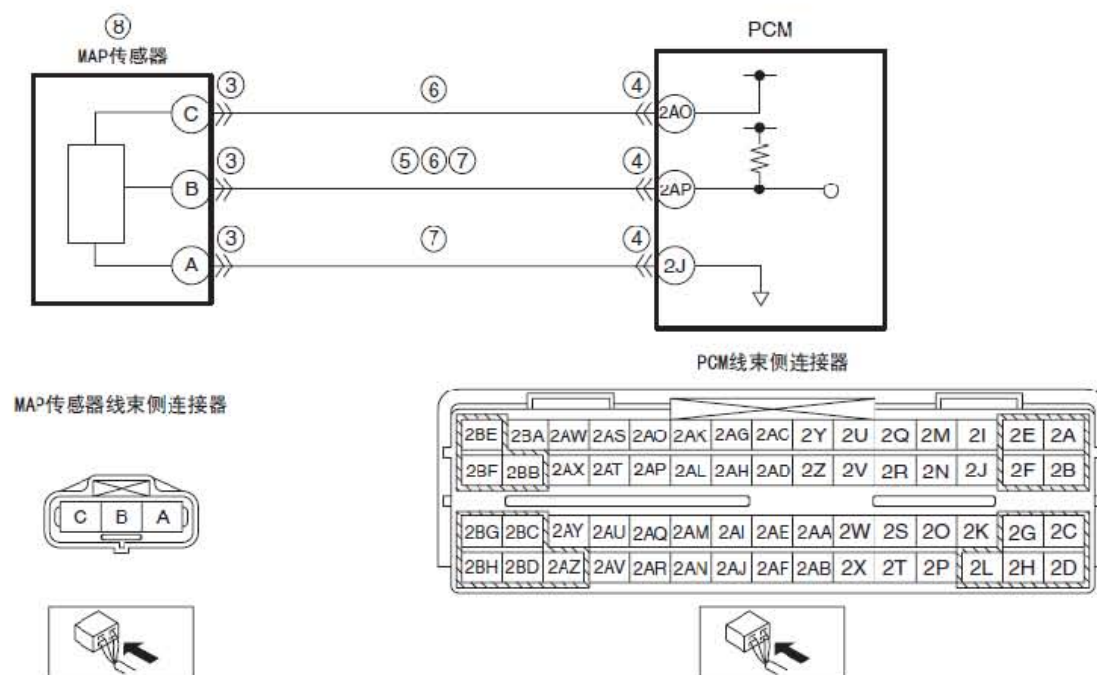 ⑧
MAP传感器
PCM
C ③ ⑥ ④ 2AO
B ③ ⑤⑥⑦ ④ 2AP
A ③ ⑦ ④ 2J
PCM线束侧连接器
MAP传感器线束侧连接器
2BE 2BA 2AW 2AS 2AO 2AK 2AG 2AC 2Y 2U 2Q 2M 2I 2E 2A
2BF 2BB 2AX 2AT 2AP 2AL 2AH 2AD 2Z 2V 2R 2N 2J 2F 2B
C B A
2BG 2BC 2AY 2AU 2AQ 2AM 2AI 2AE 2AA 2W 2S 2O 2K 2G 2C
2BH 2BD 2AZ 2AV 2AR 2AN 2AJ 2AF 2AB 2X 2T 2P 2L 2H 2D